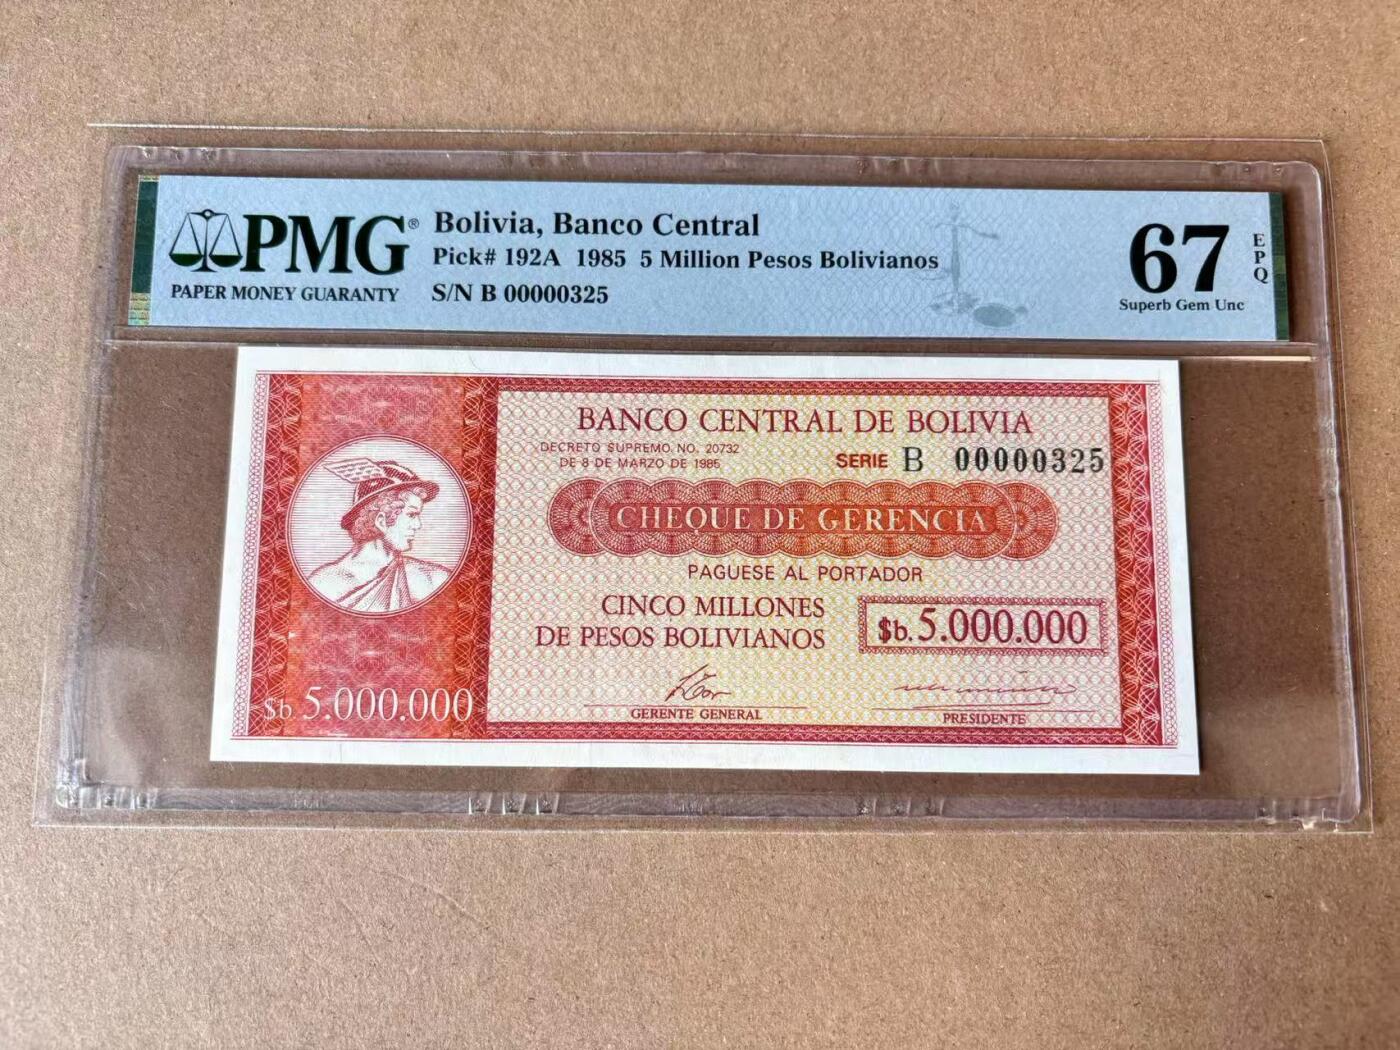 PMG®
PAPER MONEY GUARANTY
Bolivia, Banco Central
Pick# 192A 1985 5 Million Pesos Bolivianos
S/N B 00000325
67
EPQ
Superb Gem Unc
BANCO CENTRAL DE BOLIVIA
DECRETO SUPREMO NO. 20732
DE 8 DE MARZO DE 1985
SERIE B 00000325
CHEQUE DE GERENCIA
PAGUESE AL PORTADOR
CINCO MILLONES
DE PESOS BOLIVIANOS
$b. 5.000.000
$b. 5.000.000
GERENTE GENERAL
PRESIDENTE